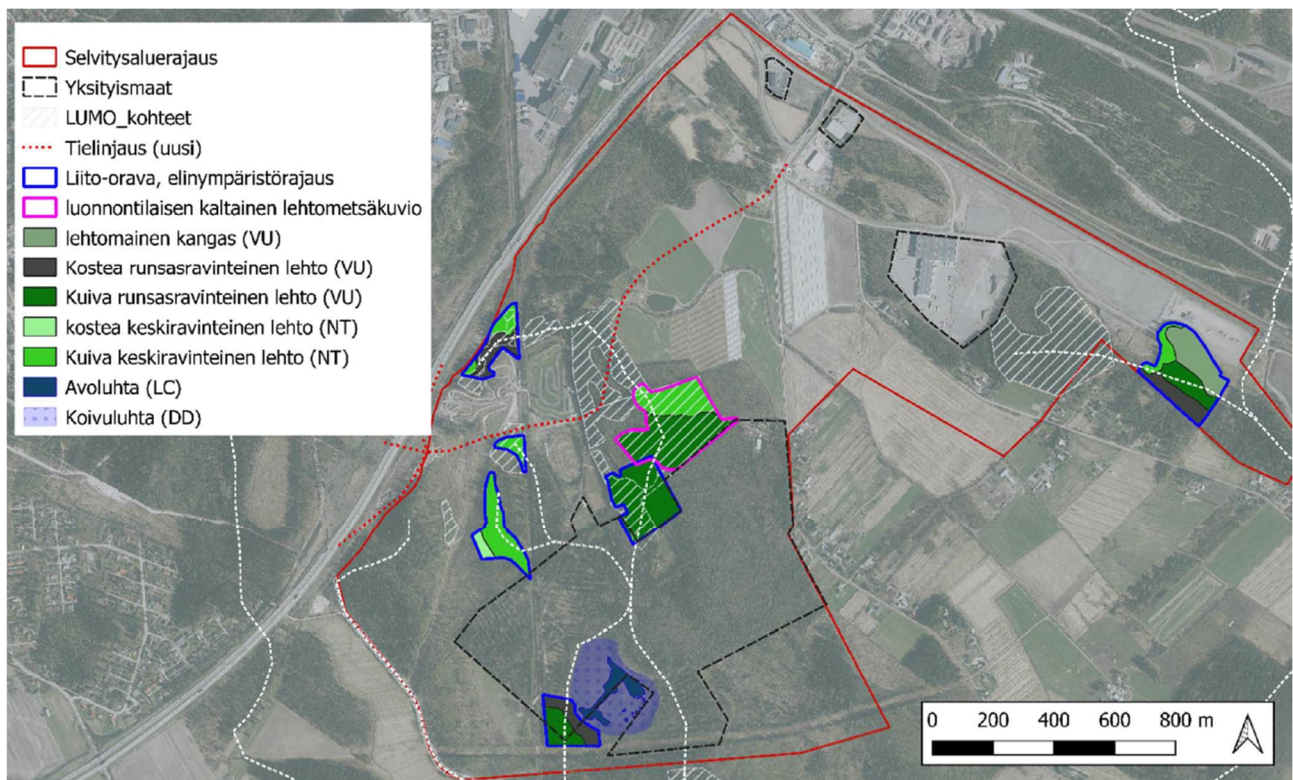 Selvitysaluerajaus
Yksityismaat
LUMO_kohteet
Tielinjaus (uusi)
Liito-orava, elinympäristörajaus
luonnontilaisen kaltainen lehtometsäkuvio
lehtomainen kangas (VU)
Kostea runsasravinteinen lehto (VU)
Kuiva runsasravinteinen lehto (VU)
kostea keskiravinteinen lehto (NT)
Kuiva keskiravinteinen lehto (NT)
Avoluhta (LC)
Koivuluhta (DD)
0 200 400 600 800 m